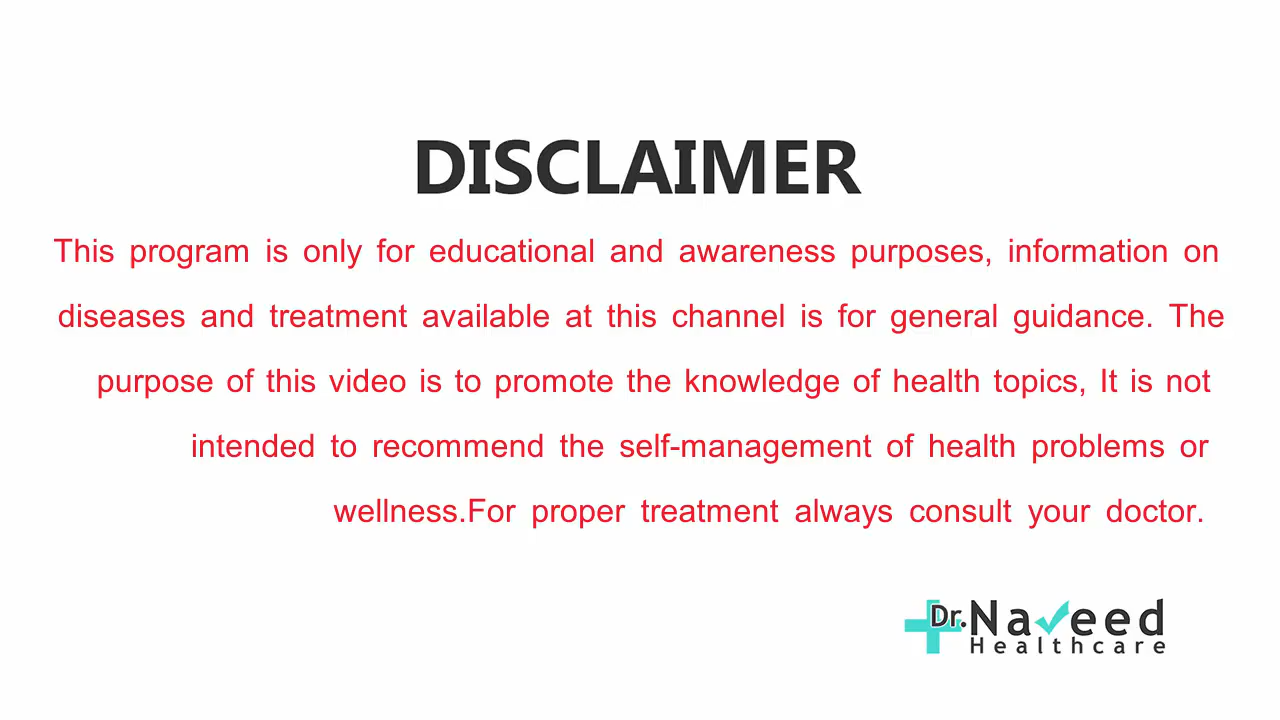 DISCLAIMER
This program is only for educational and awareness purposes, information on
diseases and treatment available at this channel is for general guidance. The
purpose of this video is to promote the knowledge of health topics, It is not
intended to recommend the self-management of health problems or
wellness.For proper treatment always consult your doctor.
Dr.Naveed
Healthcare